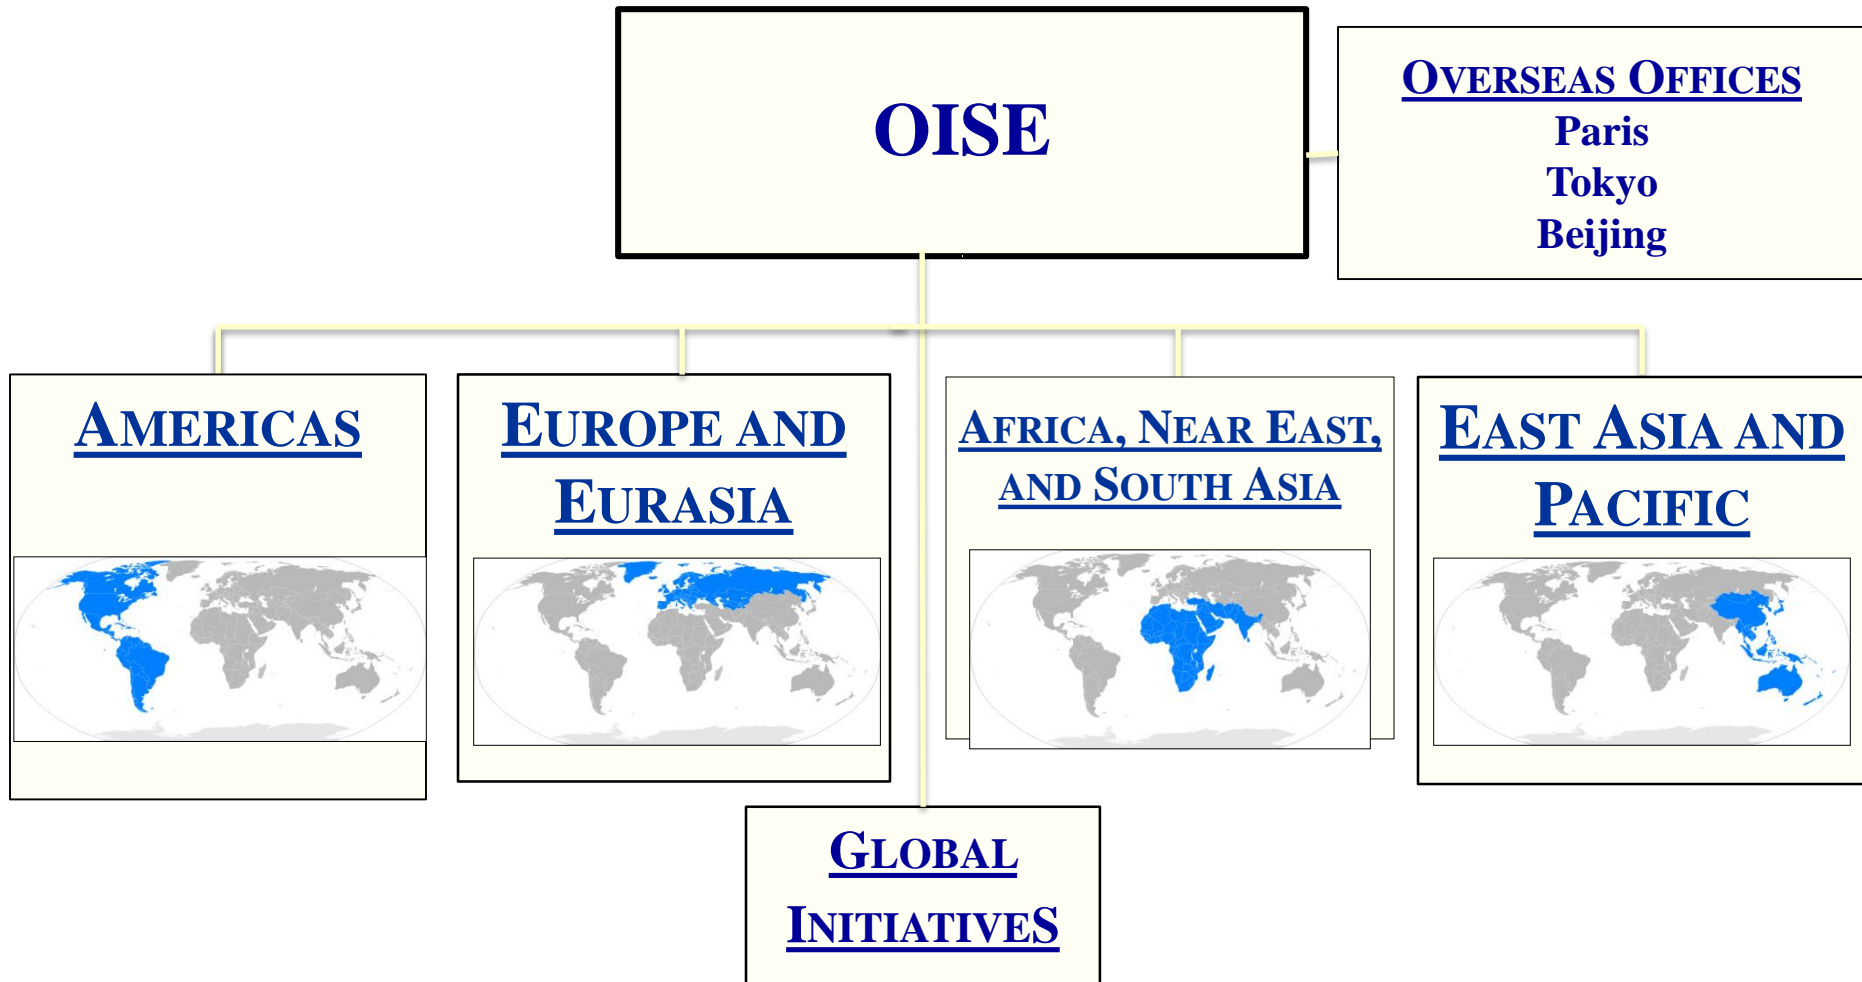 OISE
OVERSEAS OFFICES
Paris
Tokyo
Beijing
AMERICAS
EUROPE AND
EURASIA
AFRICA, NEAR EAST,
AND SOUTH ASIA
EAST ASIA AND
PACIFIC
GLOBAL
INITIATIVES